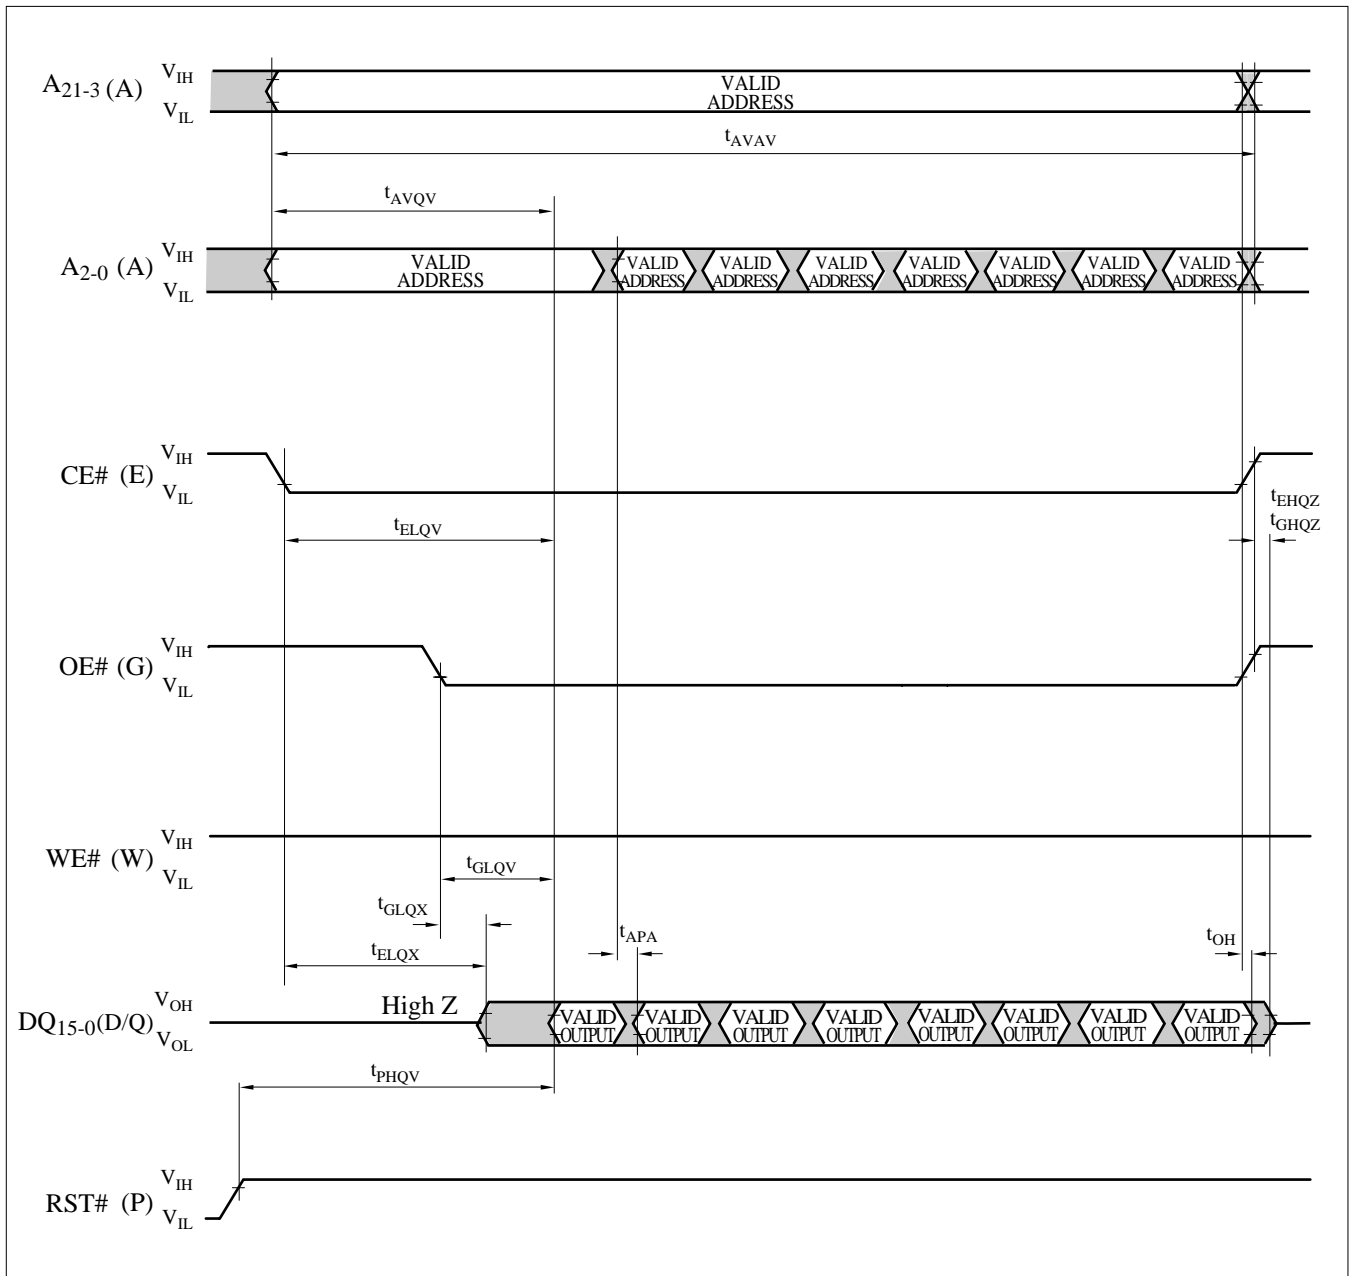 A21-3 (A) VIH VIL VALID ADDRESS
tAVAV
tAVQV
A2-0 (A) VIH VIL VALID ADDRESS VALID ADDRESS VALID ADDRESS VALID ADDRESS VALID ADDRESS VALID ADDRESS VALID ADDRESS VALID ADDRESS
CE# (E) VIH VIL
tEHQZ
tGHQZ
tELQV
OE# (G) VIH VIL
WE# (W) VIH VIL
tGLQV
tGLQX
tELQX
tAPA
tOH
DQ15-0(D/Q) VOH VOL High Z VALID OUTPUT VALID OUTPUT VALID OUTPUT VALID OUTPUT VALID OUTPUT VALID OUTPUT VALID OUTPUT VALID OUTPUT
tPHQV
RST# (P) VIH VIL